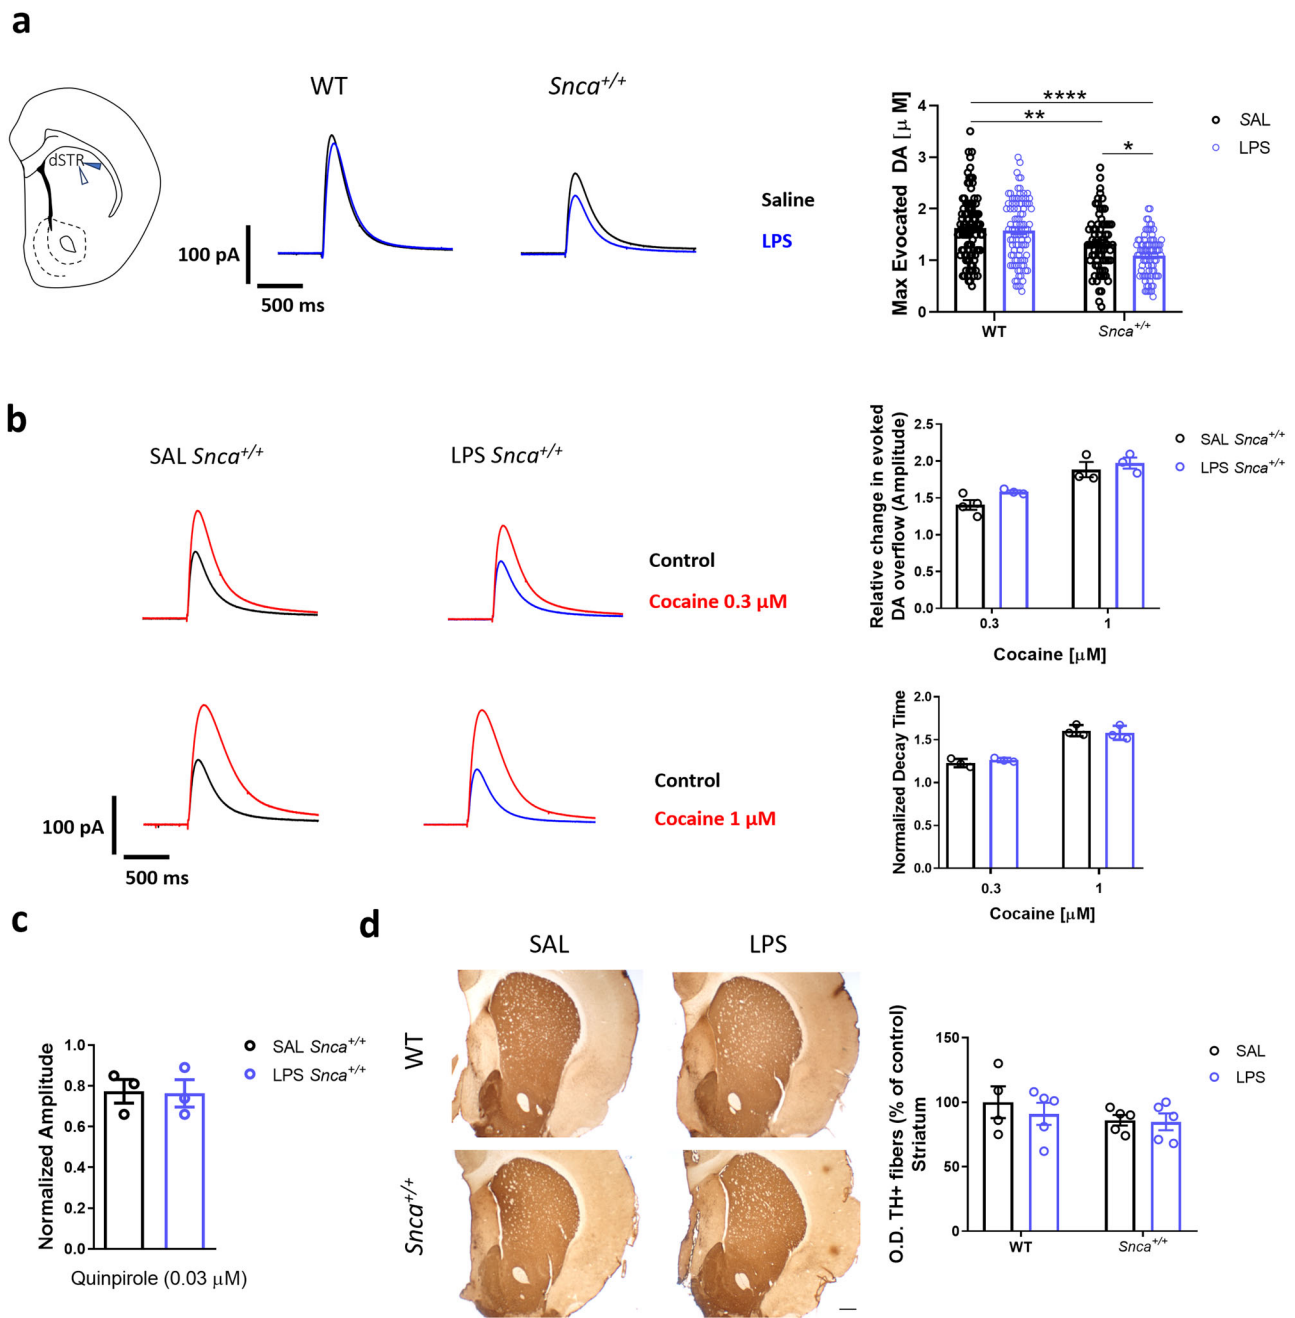 a
dSTR
WT
Snca+/+
100 pA
500 ms
Saline
LPS
Max Evocated DA [μ M]
4
3
2
1
0
****
**
*
WT
Snca+/+
SAL
LPS
b
SAL Snca+/+
LPS Snca+/+
Control
Cocaine 0.3 μM
Control
Cocaine 1 μM
100 pA
500 ms
Relative change in evoked
DA overflow (Amplitude)
2.5
2.0
1.5
1.0
0.5
0.0
0.3
1
Cocaine [μM]
SAL Snca+/+
LPS Snca+/+
Normalized Decay Time
2.0
1.5
1.0
0.5
0.0
0.3
1
Cocaine [μM]
c
Normalized Amplitude
1.0
0.8
0.6
0.4
0.2
0.0
Quinpirole (0.03 μM)
SAL Snca+/+
LPS Snca+/+
d
SAL
LPS
WT
Snca+/+
O.D. TH+ fibers (% of control)
Striatum
150
100
50
0
WT
Snca+/+
SAL
LPS